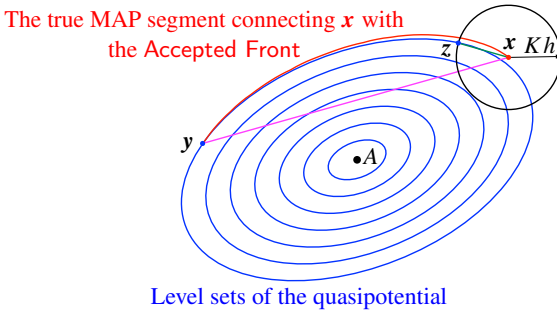 The true MAP segment connecting x with
the Accepted Front
z
x
Kh
y
A
Level sets of the quasipotential